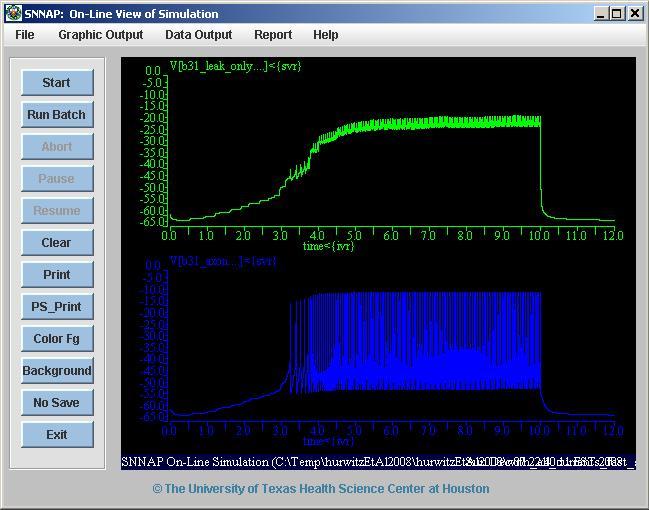 SNNAP: On-Line View of Simulation
File Graphic Output Data Output Report Help
Start
Run Batch
Abort
Pause
Resume
Clear
Print
PS_Print
Color Fg
Background
No Save
Exit
V[b31_leak_only....]<{svr}
0.0
-5.0
-10.0
-15.0
-20.0
-25.0
-30.0
-35.0
-40.0
-45.0
-50.0
-55.0
-60.0
-65.0
0.0 1.0 2.0 3.0 4.0 5.0 6.0 7.0 8.0 9.0 10.0 11.0 12.0
time<{ivr}
V[b31_axon....]<{svr}
0.0
-5.0
-10.0
-15.0
-20.0
-25.0
-30.0
-35.0
-40.0
-45.0
-50.0
-55.0
-60.0
-65.0
0.0 1.0 2.0 3.0 4.0 5.0 6.0 7.0 8.0 9.0 10.0 11.0 12.0
time<{ivr}
SNNAP On-Line Simulation
© The University of Texas Health Science Center at Houston